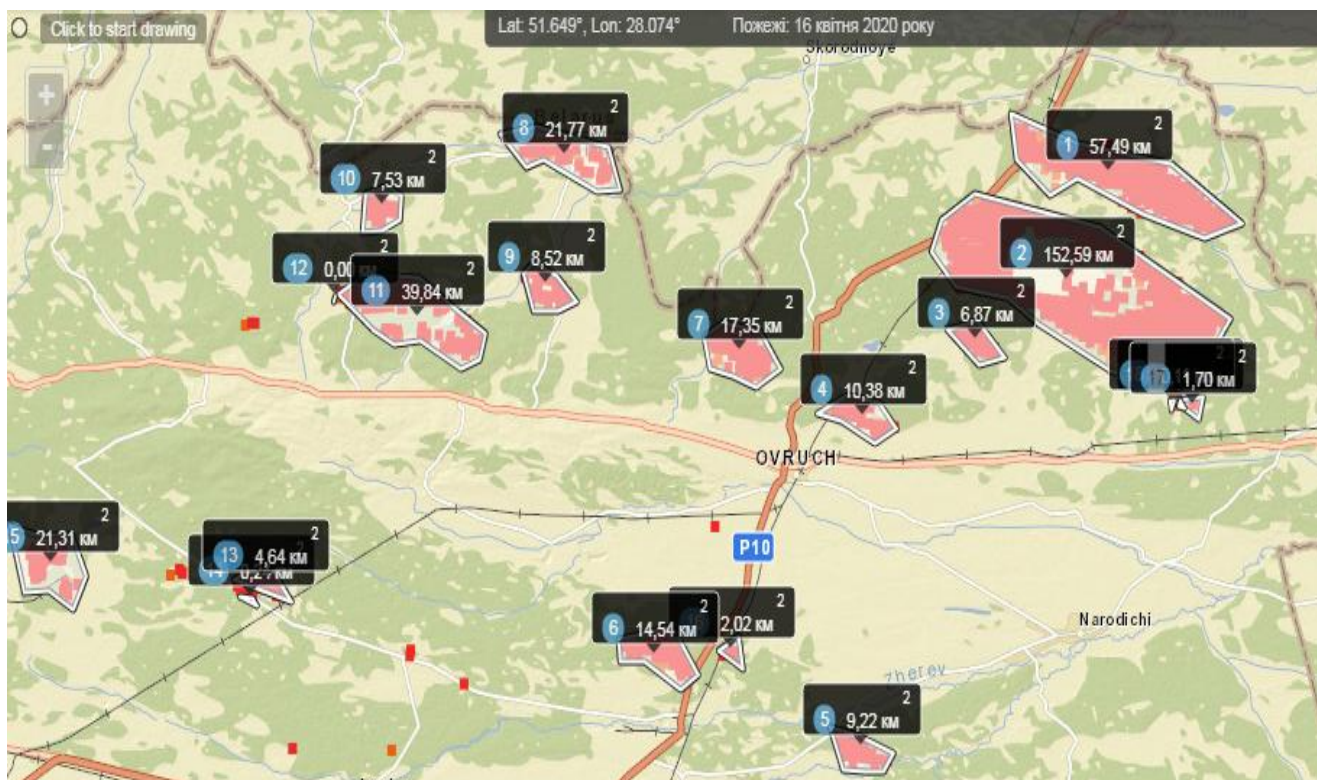 Click to start drawing
Lat: 51.649°, Lon: 28.074°
Пожежі: 16 квітня 2020 року
Skorodnoye
+
-
8 21,77 км 2
1 57,49 км 2
10 7,53 км 2
2 152,59 км 2
9 8,52 км 2
12 0,00 км 2
11 39,84 км 2
3 6,87 км 2
7 17,35 км 2
17 1,70 км 2
4 10,38 км 2
OVRUCH
5 21,31 км 2
13 4,64 км 2
14
P10
Narodichi
6 14,54 км 2
2,02 км 2
Zherev
5 9,22 км 2